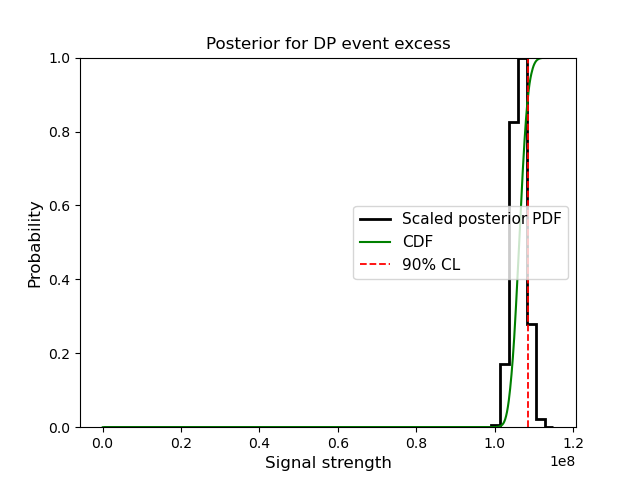 Posterior for DP event excess
1.0
0.8
0.6
0.4
0.2
0.0
Probability
Scaled posterior PDF
CDF
90% CL
0.0 0.2 0.4 0.6 0.8 1.0 1.2
1e8
Signal strength